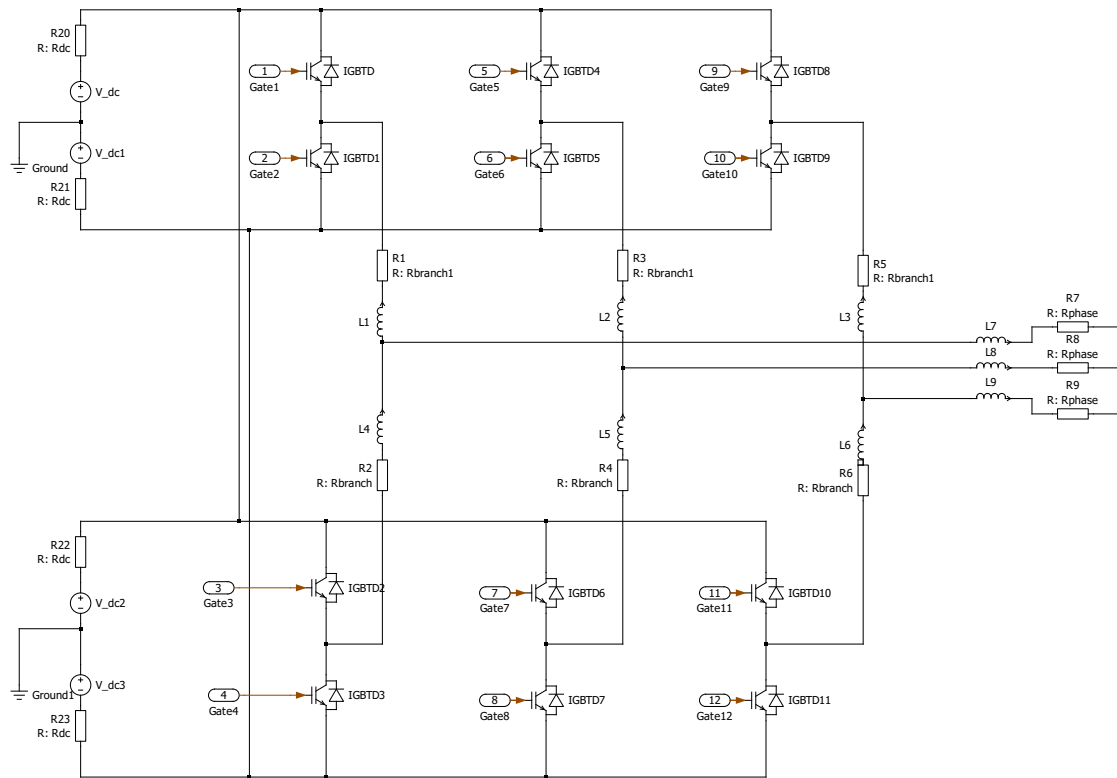 R20
R: Rdc
V_dc
V_dc1
Ground
R21
R: Rdc
1
Gate1
IGBTD
5
Gate5
IGBTD4
9
Gate9
IGBTD8
2
Gate2
IGBTD1
6
Gate6
IGBTD5
10
Gate10
IGBTD9
R1
R: Rbranch1
R3
R: Rbranch1
R5
R: Rbranch1
L1
L2
L3
L7
R7
R: Rphase
L8
R8
R: Rphase
L9
R9
R: Rphase
L4
L5
L6
R2
R: Rbranch
R4
R: Rbranch
R6
R: Rbranch
R22
R: Rdc
V_dc2
V_dc3
Ground1
R23
R: Rdc
3
Gate3
IGBTD2
7
Gate7
IGBTD6
11
Gate11
IGBTD10
4
Gate4
IGBTD3
8
Gate8
IGBTD7
12
Gate12
IGBTD11